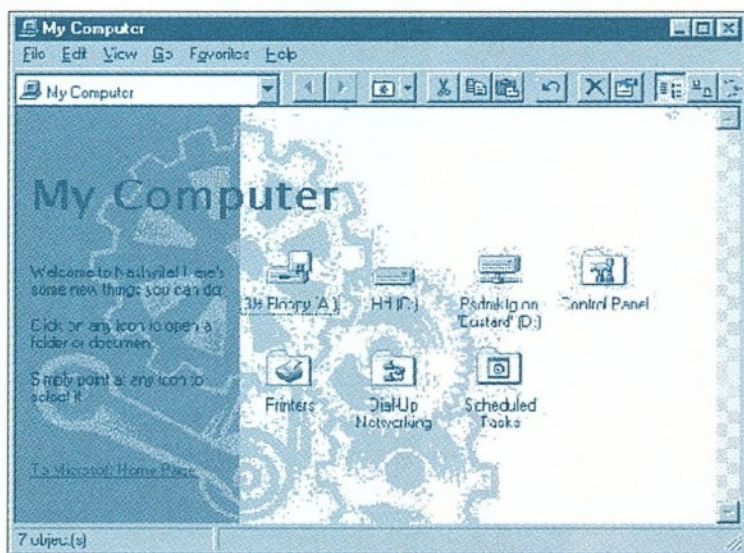 My Computer
File Edit View Go Favorites Help
My Computer
My Computer
Welcome to Nashville! Here's
some new things you can do:
Click on any icon to open a
folder or document.
Simply point at any icon to
select it.
To Microsoft Home Page
3½ Floppy (A:)
Hd (C:)
on
'Custard' (D:)
Control Panel
Printers
Dial-Up
Networking
Scheduled
Tasks
7 object(s)